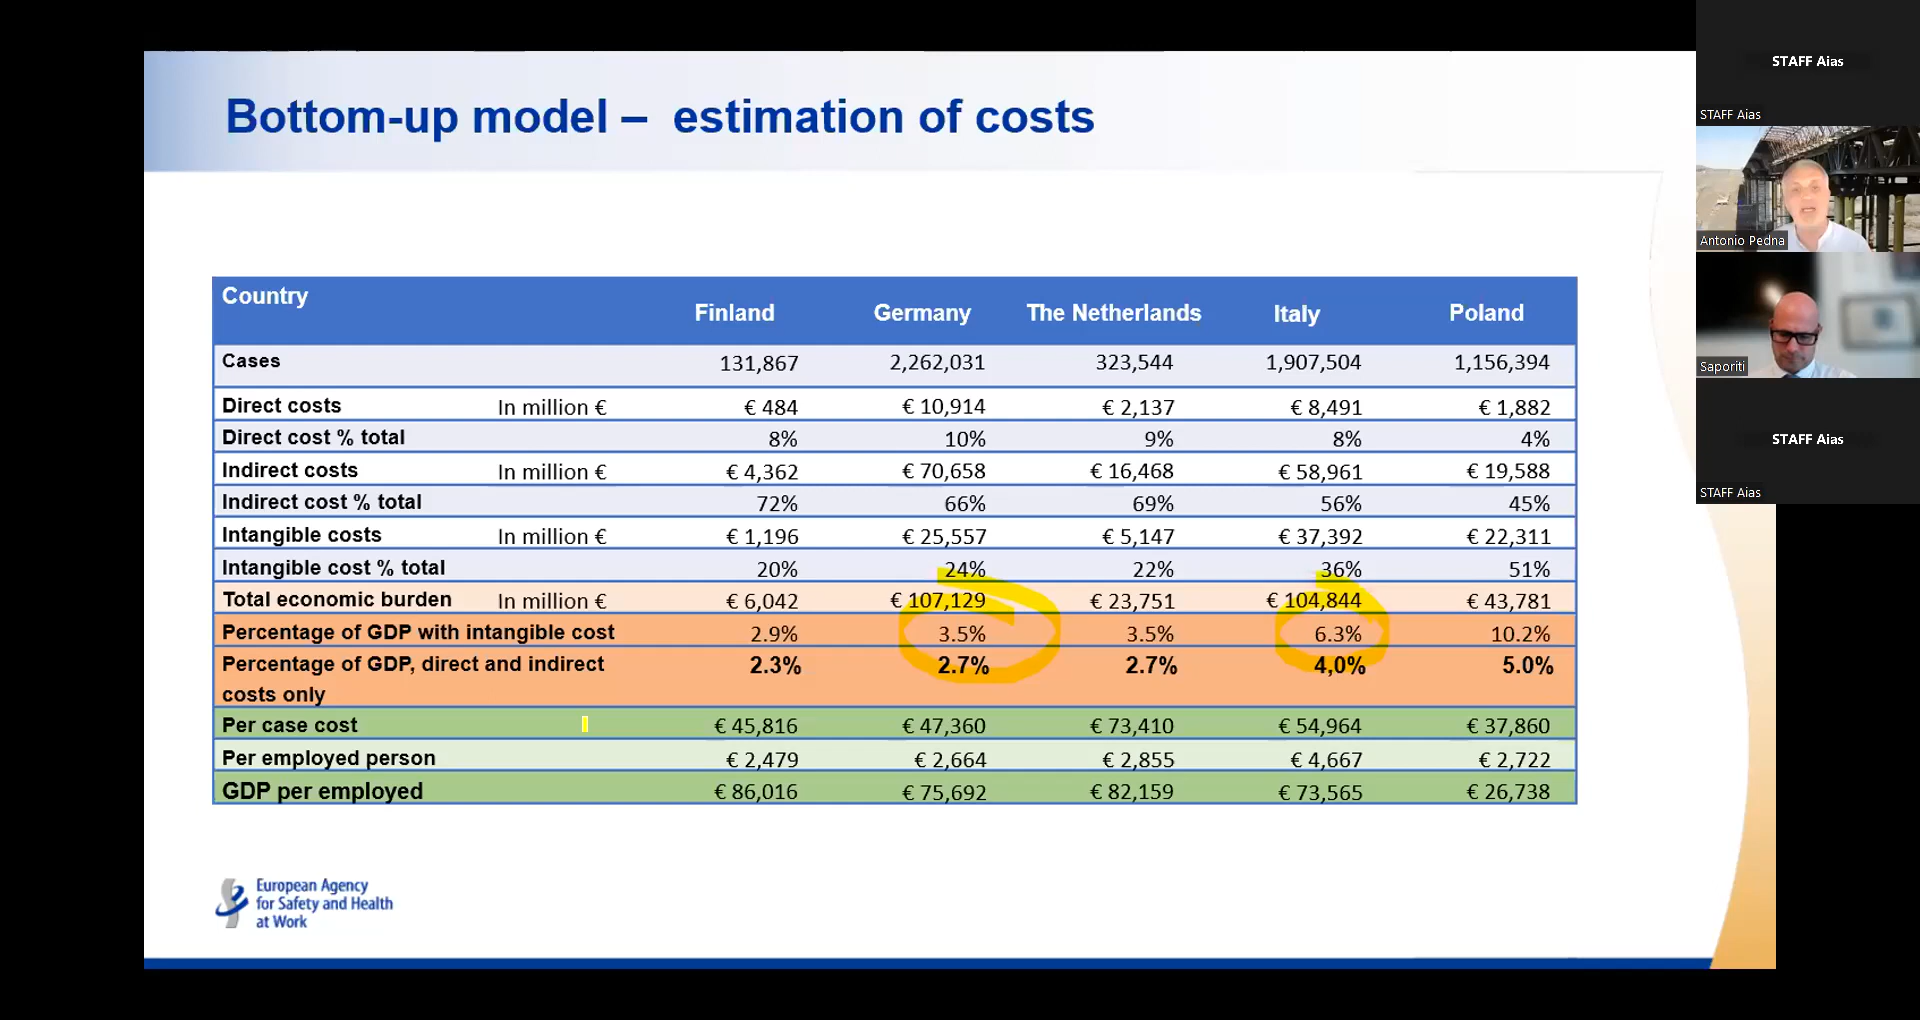 Bottom-up model – estimation of costs
Country Finland Germany The Netherlands Italy Poland
Cases 131,867 2,262,031 323,544 1,907,504 1,156,394
Direct costs In million € € 484 € 10,914 € 2,137 € 8,491 € 1,882
Direct cost % total 8% 10% 9% 8% 4%
Indirect costs In million € € 4,362 € 70,658 € 16,468 € 58,961 € 19,588
Indirect cost % total 72% 66% 69% 56% 45%
Intangible costs In million € € 1,196 € 25,557 € 5,147 € 37,392 € 22,311
Intangible cost % total 20% 24% 22% 36% 51%
Total economic burden In million € € 6,042 € 107,129 € 23,751 € 104,844 € 43,781
Percentage of GDP with intangible cost 2.9% 3.5% 3.5% 6.3% 10.2%
Percentage of GDP, direct and indirect 2.3% 2.7% 2.7% 4,0% 5.0%
costs only
Per case cost € 45,816 € 47,360 € 73,410 € 54,964 € 37,860
Per employed person € 2,479 € 2,664 € 2,855 € 4,667 € 2,722
GDP per employed € 86,016 € 75,692 € 82,159 € 73,565 € 26,738
European Agency
for Safety and Health
at Work
STAFF Aias
STAFF Aias
Antonio Pedna
Saporiti
STAFF Aias
STAFF Aias